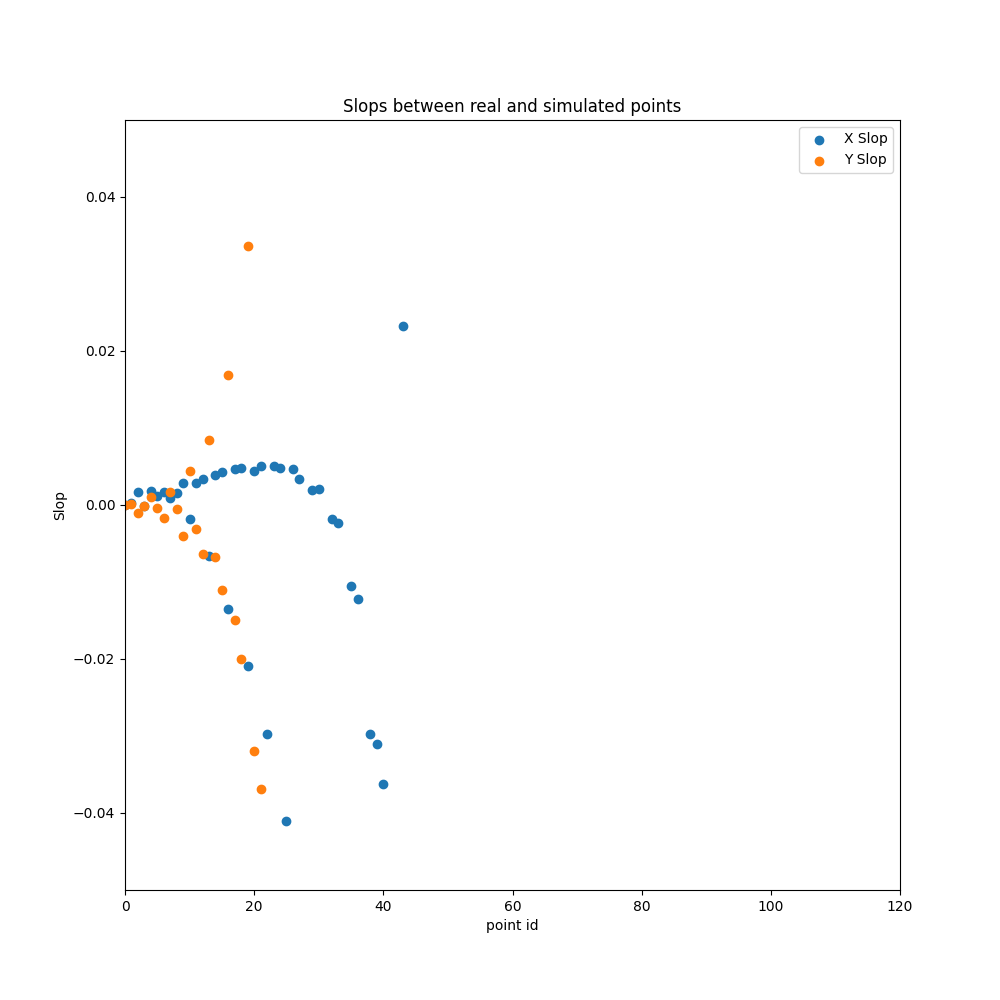 Slops between real and simulated points
X Slop
Y Slop
0.04
0.02
0.00
−0.02
−0.04
Slop
0 20 40 60 80 100 120
point id